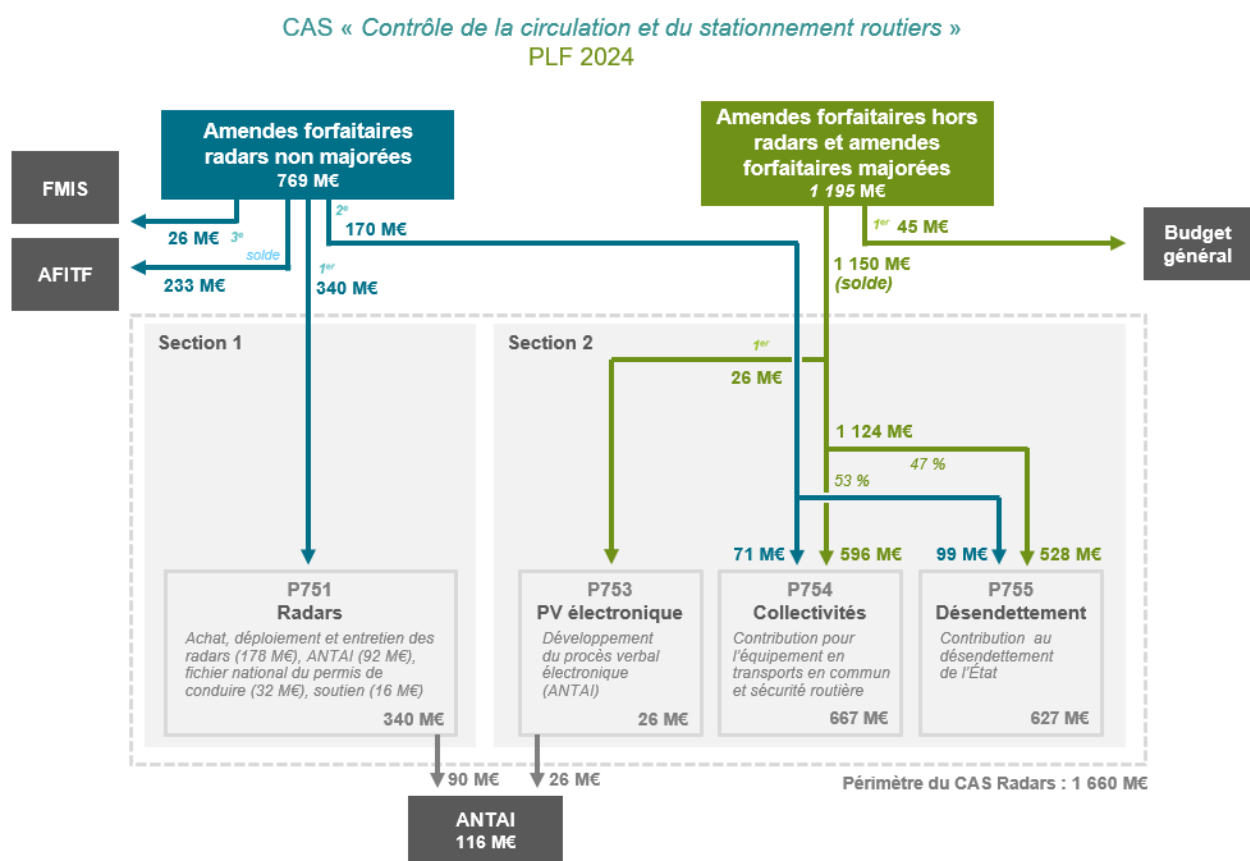 CAS « Contrôle de la circulation et du stationnement routiers »
PLF 2024
Amendes forfaitaires
radars non majorées
769 M€
Amendes forfaitaires hors
radars et amendes
forfaitaires majorées
1 195 M€
FMIS
26 M€ 3e
AFITF
solde
233 M€
2e
170 M€
1er
340 M€
1er 45 M€
Budget
général
1 150 M€
(solde)
Section 1
Section 2
1er
26 M€
1 124 M€
47 %
53 %
71 M€
596 M€
99 M€
528 M€
P751
Radars
Achat, déploiement et entretien des
radars (178 M€), ANTAI (92 M€),
fichier national du permis de
conduire (32 M€), soutien (16 M€)
340 M€
P753
PV électronique
Développement
du procès verbal
électronique
(ANTAI)
26 M€
P754
Collectivités
Contribution pour
l'équipement en
transports en commun
et sécurité routière
667 M€
P755
Désendettement
Contribution au
désendettement
de l'État
627 M€
90 M€
26 M€
Périmètre du CAS Radars : 1 660 M€
ANTAI
116 M€